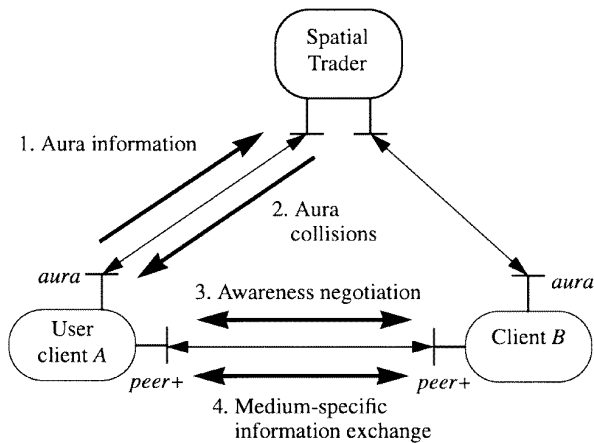 Spatial
Trader
1. Aura information
2. Aura
collisions
aura
aura
3. Awareness negotiation
User
client A
Client B
peer+
peer+
4. Medium-specific
information exchange